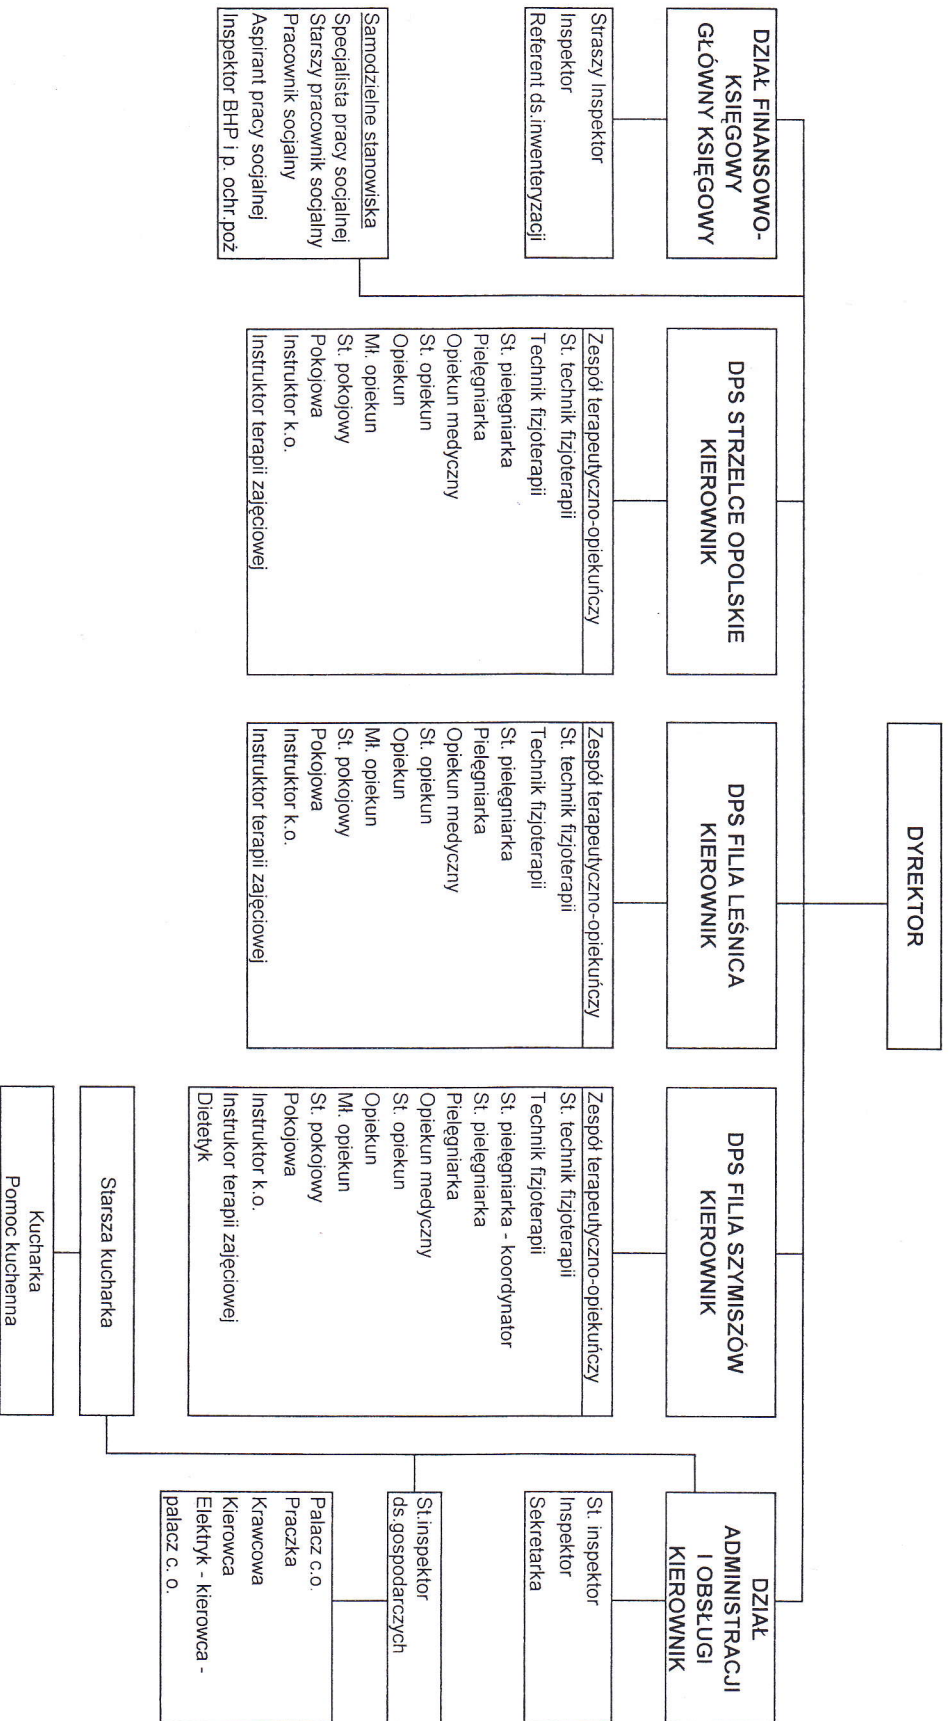 DYREKTOR
DZIAŁ FINANSOWO-
KSIĘGOWY
GŁÓWNY KSIĘGOWY
Straszy Inspektor
Inspektor
Referent ds.inwenteryzacji
Samodzielne stanowiska
Specjalista pracy socjalnej
Starszy pracownik socjalny
Pracownik socjalny
Aspirant pracy socjalnej
Inspektor BHP i p. ochr.poż
DPS STRZELCE OPOLSKIE
KIEROWNIK
Zespół terapeutyczno-opiekuńczy
St. technik fizjoterapii
Technik fizjoterapii
St. pielęgniarka
Pielęgniarka
Opiekun medyczny
St. opiekun
Opiekun
Mł. opiekun
St. pokojowy
Pokojowa
Instruktor k.o.
Instruktor terapii zajęciowej
DPS FILIA LEŚNICA
KIEROWNIK
Zespół terapeutyczno-opiekuńczy
St. technik fizjoterapii
Technik fizjoterapii
St. pielęgniarka
Pielęgniarka
Opiekun medyczny
St. opiekun
Opiekun
Mł. opiekun
St. pokojowy
Pokojowa
Instruktor k.o.
Instruktor terapii zajęciowej
DPS FILIA SZYMISZÓW
KIEROWNIK
Zespół terapeutyczno-opiekuńczy
St. technik fizjoterapii
Technik fizjoterapii
St. pielęgniarka - koordynator
St. pielęgniarka
Pielęgniarka
Opiekun medyczny
St. opiekun
Opiekun
Mł. opiekun
St. pokojowy
Pokojowa
Instruktor k.o.
Instrukor terapii zajęciowej
Dietetyk
DZIAŁ
ADMINISTRACJI
I OBSŁUGI
KIEROWNIK
St. inspektor
Inspektor
Sekretarka
St.inspektor
ds.gospodarczych
Palacz c.o.
Praczka
Krawcowa
Kierowca
Elektryk - kierowca -
palacz c. o.
Starsza kucharka
Kucharka
Pomoc kuchenna